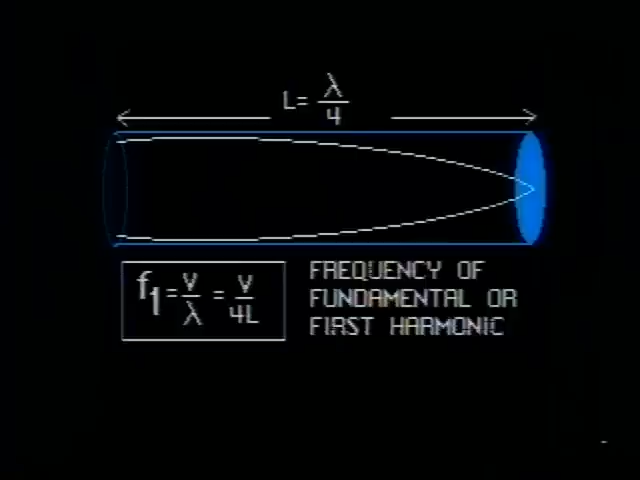 L= λ/4
f₁ = v/λ = v/4L
FREQUENCY OF
FUNDAMENTAL OR
FIRST HARMONIC